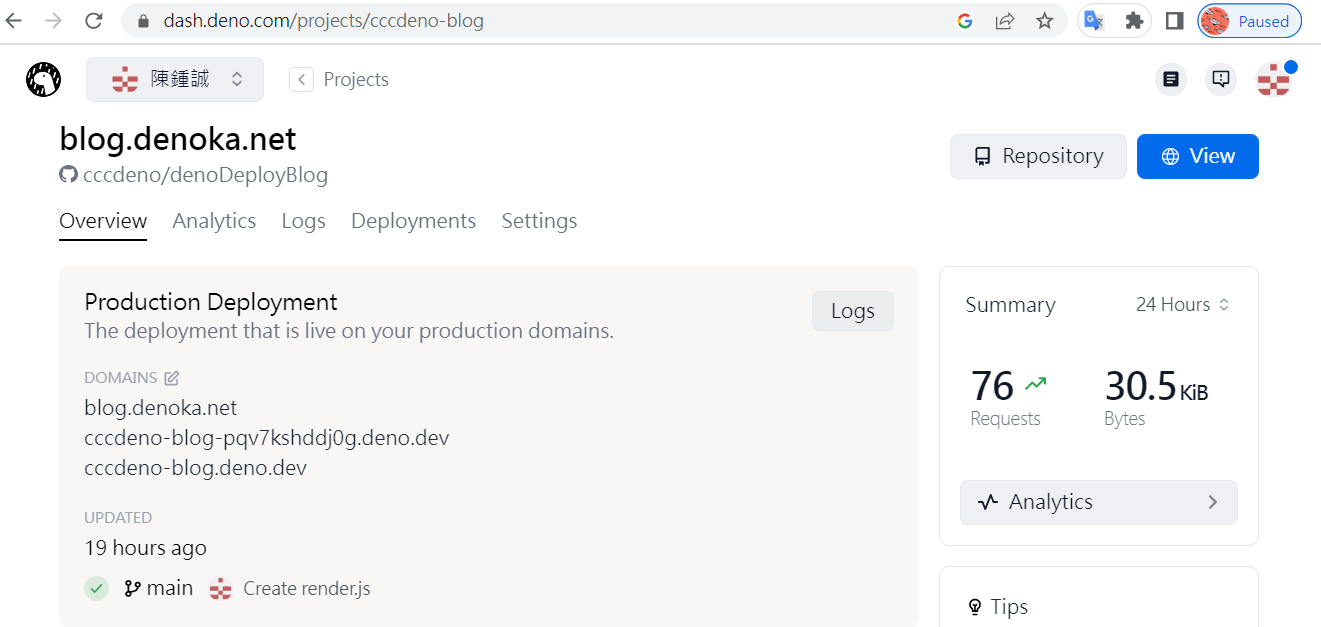 dash.deno.com/projects/cccdeno-blog
Paused
陳鍾誠
Projects
blog.denoka.net
cccdeno/denoDeployBlog
Repository
View
Overview
Analytics
Logs
Deployments
Settings
Production Deployment
The deployment that is live on your production domains.
Logs
DOMAINS
blog.denoka.net
cccdeno-blog-pqv7kshddj0g.deno.dev
cccdeno-blog.deno.dev
UPDATED
19 hours ago
main
Create render.js
Summary
24 Hours
76
Requests
30.5 KiB
Bytes
Analytics
Tips